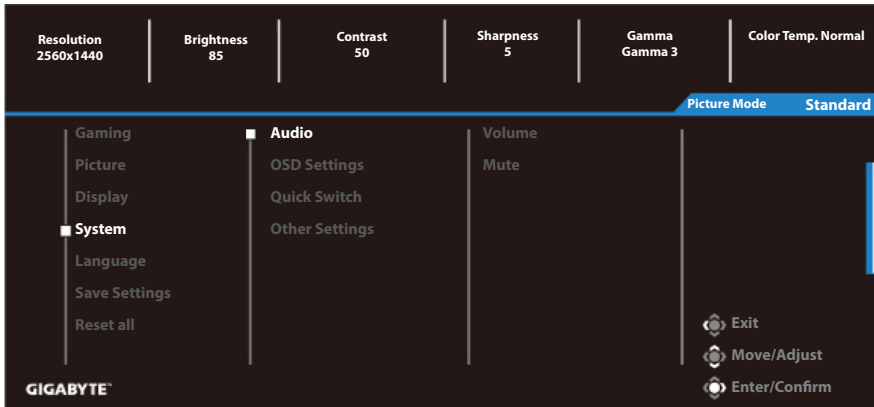 Resolution
2560x1440
Brightness
85
Contrast
50
Sharpness
5
Gamma
Gamma 3
Color Temp. Normal
Picture Mode Standard
Gaming
Picture
Display
System
Language
Save Settings
Reset all
Audio
OSD Settings
Quick Switch
Other Settings
Volume
Mute
Exit
Move/Adjust
Enter/Confirm
GIGABYTE™